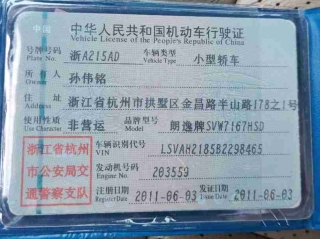 中华人民共和国机动车行驶证
Vehicle License of the People's Republic of China
号牌号码 Plate No. 浙A215AD 车辆类型 Vehicle Type 小型轿车
所有人 Owner 孙伟铭
住址 浙江省杭州市拱墅区金昌路半山路178之1号
使用性质 Use Character 非营运 品牌型号 Model 朗逸牌SVW7167HSD
浙江省杭州市公安局交通警察支队
车辆识别代号 VIN LSVAH2185B2298465
发动机号码 Engine No. 203559
注册日期 Register Date 2011-06-03 发证日期 Issue Date 2011-06-03